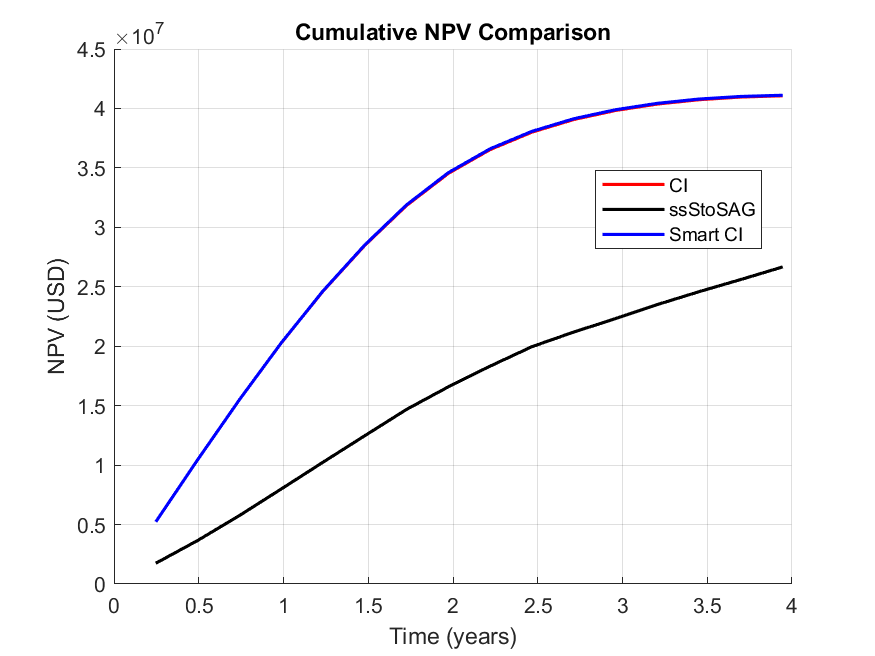 Cumulative NPV Comparison
×10^7
4.5
4
3.5
3
2.5
2
1.5
1
0.5
0
NPV (USD)
CI
ssStoSAG
Smart CI
0 0.5 1 1.5 2 2.5 3 3.5 4
Time (years)